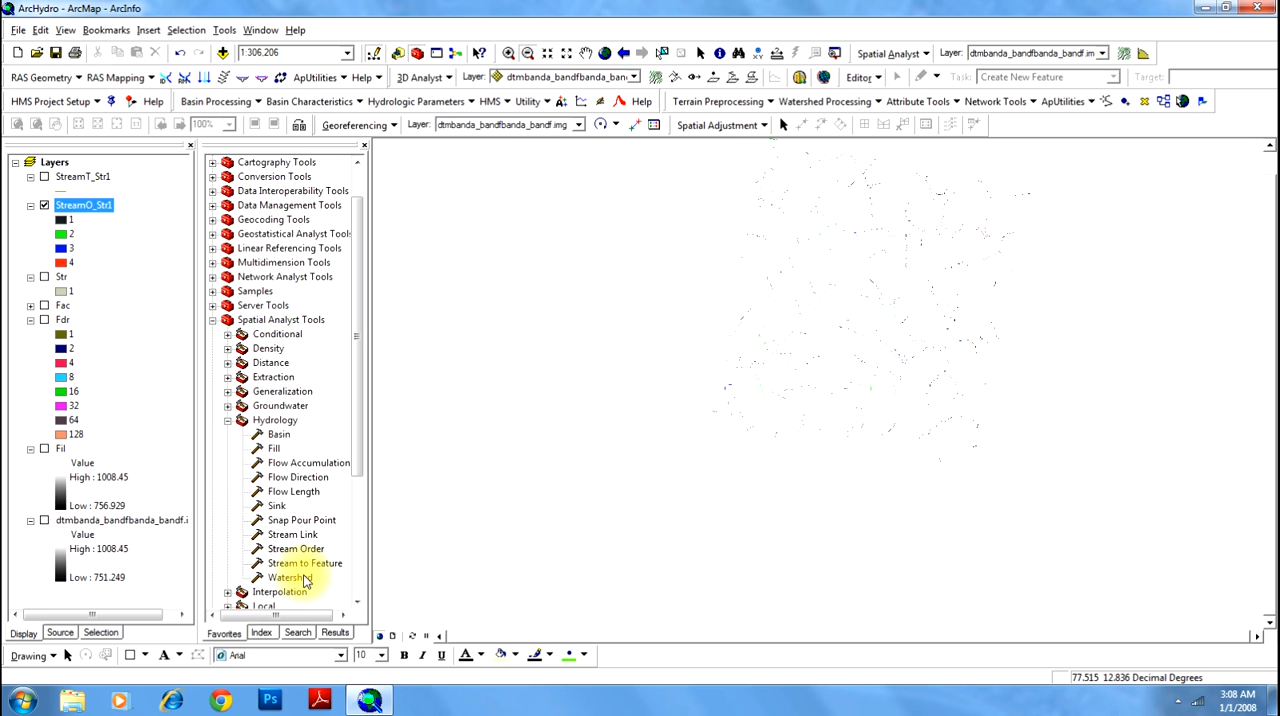 ArcHydro - ArcMap - ArcInfo
File Edit View Bookmarks Insert Selection Tools Window Help
1:306,206 Spatial Analyst Layer: dtmbanda_bandfbanda_bandf.im
RAS Geometry RAS Mapping ApUtilities Help 3D Analyst Layer: dtmbanda_bandfbanda_banc Editor Task: Create New Feature Target:
HMS Project Setup Help Basin Processing Basin Characteristics Hydrologic Parameters HMS Utility Help Terrain Preprocessing Watershed Processing Attribute Tools Network Tools ApUtilities
100% Georeferencing Layer: dtmbanda_bandfbanda_bandf.img Spatial Adjustment
Layers
StreamT_Str1
StreamO_Str1
1
2
3
4
Str
1
Fac
Fdr
1
2
4
8
16
32
64
128
Fil
Value
High : 1008.45
Low : 756.929
dtmbanda_bandfbanda_bandf.i
Value
High : 1008.45
Low : 751.249
Display Source Selection
Cartography Tools
Conversion Tools
Data Interoperability Tools
Data Management Tools
Geocoding Tools
Geostatistical Analyst Tools
Linear Referencing Tools
Multidimension Tools
Network Analyst Tools
Samples
Server Tools
Spatial Analyst Tools
Conditional
Density
Distance
Extraction
Generalization
Groundwater
Hydrology
Basin
Fill
Flow Accumulation
Flow Direction
Flow Length
Sink
Snap Pour Point
Stream Link
Stream Order
Stream to Feature
Watershed
Interpolation
Local
Favorites Index Search Results
Drawing A Arial 10 B I U A
77.515 12.836 Decimal Degrees
Ps
3:08 AM
1/1/2008